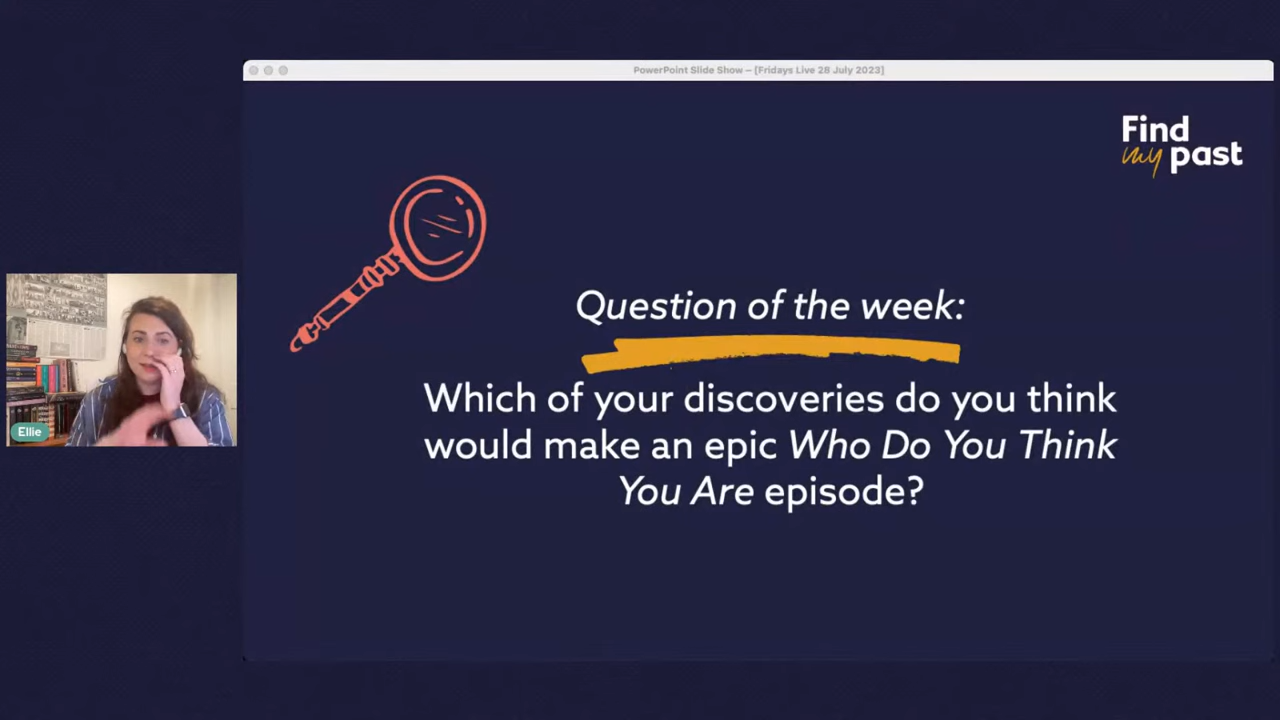 PowerPoint Slide Show – [Fridays Live 28 July 2023]
Find
my past
Question of the week:
Which of your discoveries do you think
would make an epic Who Do You Think
You Are episode?
Ellie